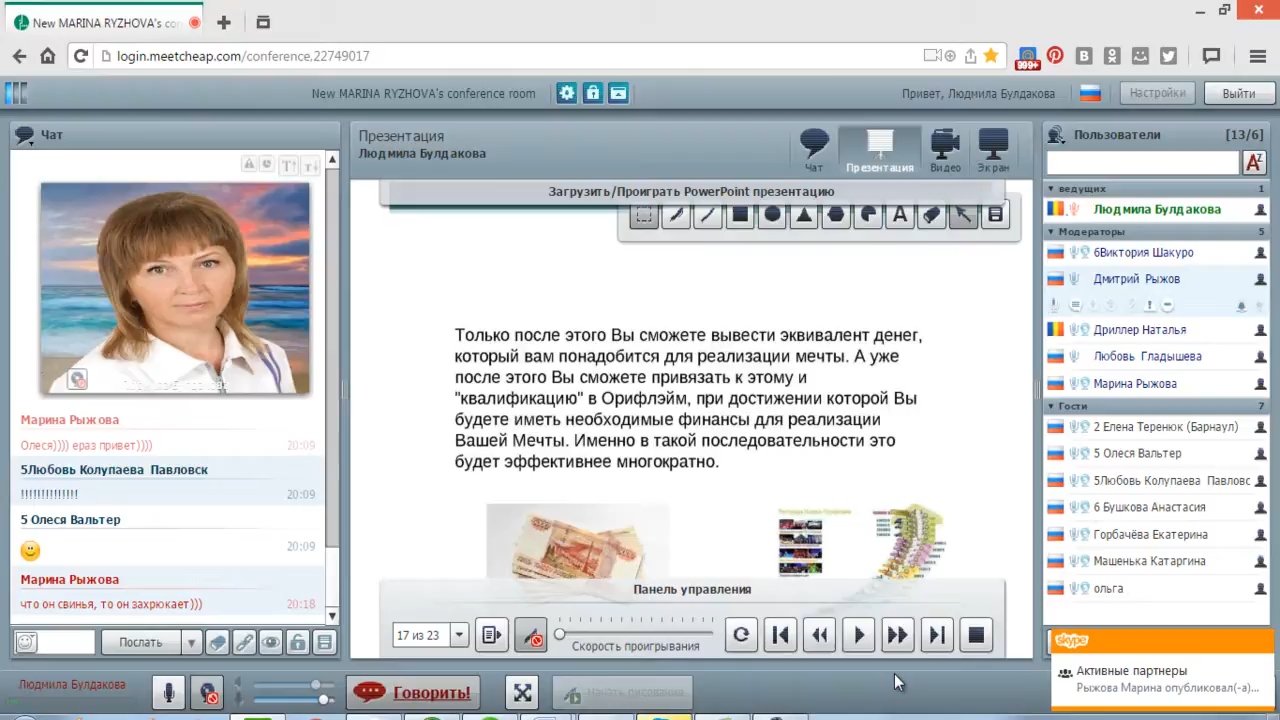 New MARINA RYZHOVA's con
login.meetcheap.com/conference,22749017
999+
New MARINA RYZHOVA's conference room
Привет, Людмила Булдакова
Настройки
Выйти
Чат
Марина Рыжова
Олеся)))) ераз привет))))
20:09
5Любовь Колупаева Павловск
!!!!!!!!!!!!!!
20:09
5 Олеся Вальтер
20:09
Марина Рыжова
что он свинья, то он захрюкает)))
20:18
Послать
Презентация
Людмила Булдакова
Чат
Презентация
Видео
Экран
Загрузить/Проиграть PowerPoint презентацию
Только после этого Вы сможете вывести эквивалент денег,
который вам понадобится для реализации мечты. А уже
после этого Вы сможете привязать к этому и
"квалификацию" в Орифлэйм, при достижении которой Вы
будете иметь необходимые финансы для реализации
Вашей Мечты. Именно в такой последовательности это
будет эффективнее многократно.
Панель управления
17 из 23
Скорость проигрывания
Пользователи
[13/6]
ведущих 1
Людмила Булдакова
Модераторы 5
6Виктория Шакуро
Дмитрий Рыжов
Дриллер Наталья
Любовь Гладышева
Марина Рыжова
Гости 7
2 Елена Теренюк (Барнаул)
5 Олеся Вальтер
5Любовь Колупаева Павловс
6 Бушкова Анастасия
Горбачёва Екатерина
Машенька Катаргина
ольга
skype
Активные партнеры
Рыжова Марина опубликовал(-а)...
Людмила Булдакова
Говорить!
Начать рисование